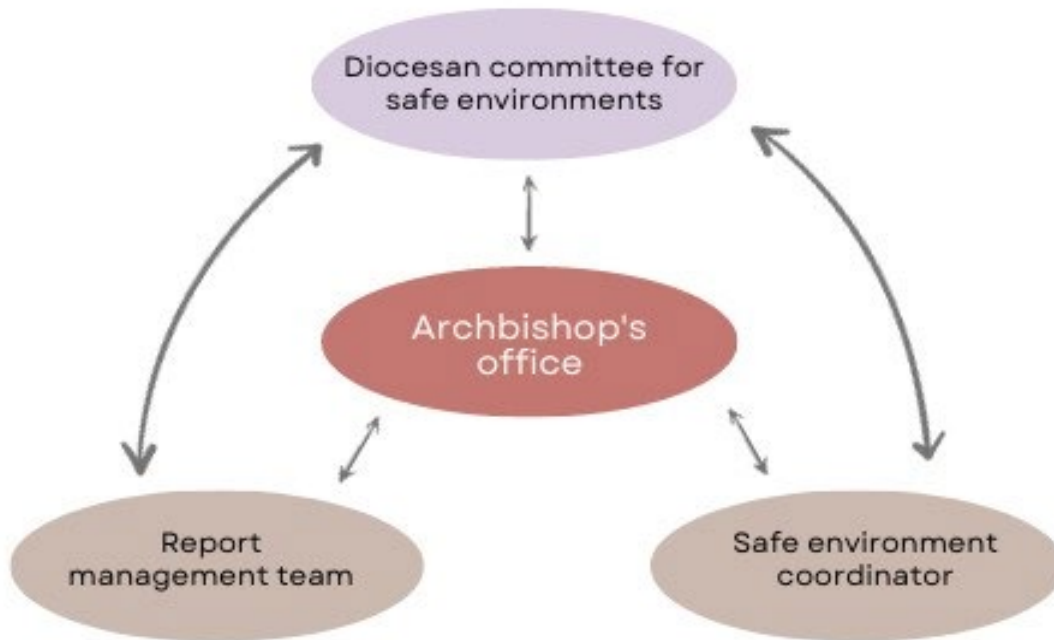 Diocesan committee for
safe environments
Archbishop's
office
Report
management team
Safe environment
coordinator